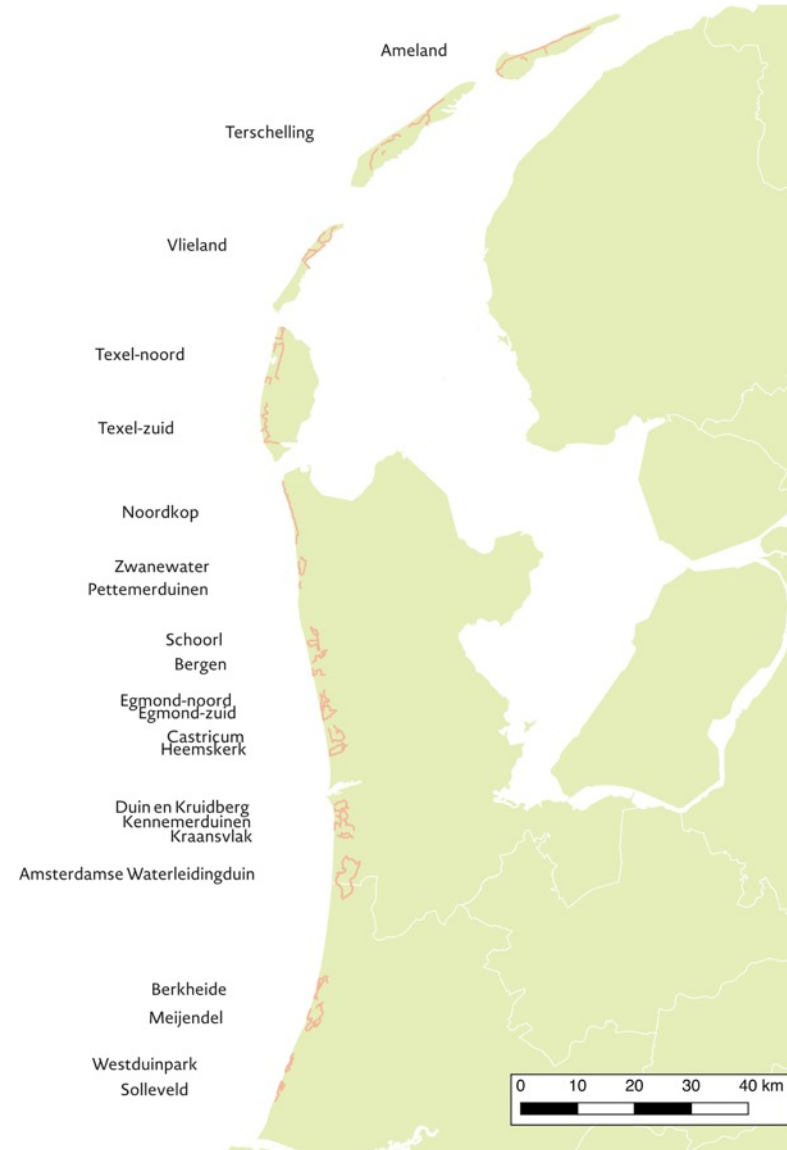 Ameland
Terschelling
Vlieland
Texel-noord
Texel-zuid
Noordkop
Zwanewater
Pettemerduinen
Schoorl
Bergen
Egmond-noord
Egmond-zuid
Castricum
Heemskerk
Duin en Kruidberg
Kennemerduinen
Kraansvlak
Amsterdamse Waterleidingduin
Berkheide
Meijendel
Westduinpark
Solleveld
0 10 20 30 40 km